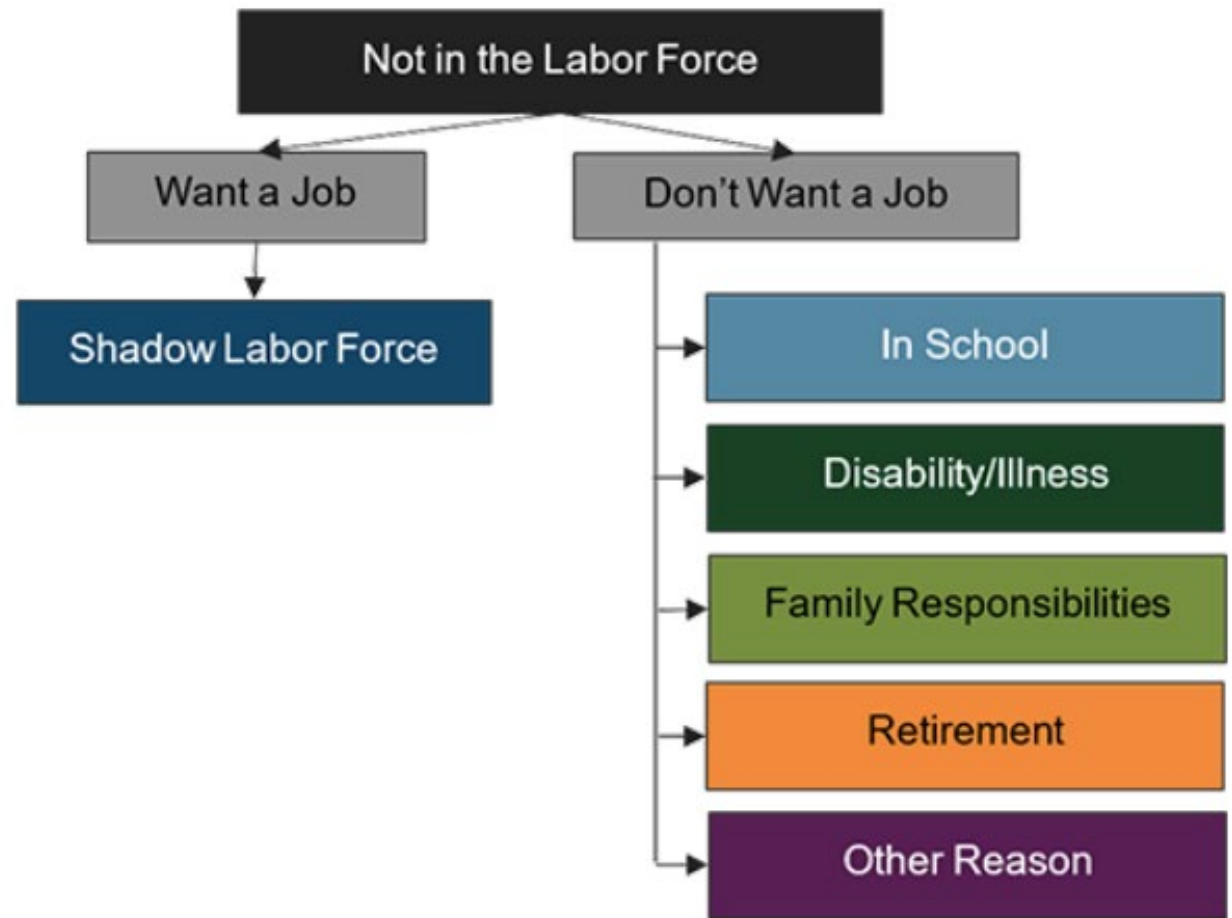 Not in the Labor Force
Want a Job
Don’t Want a Job
Shadow Labor Force
In School
Disability/Illness
Family Responsibilities
Retirement
Other Reason